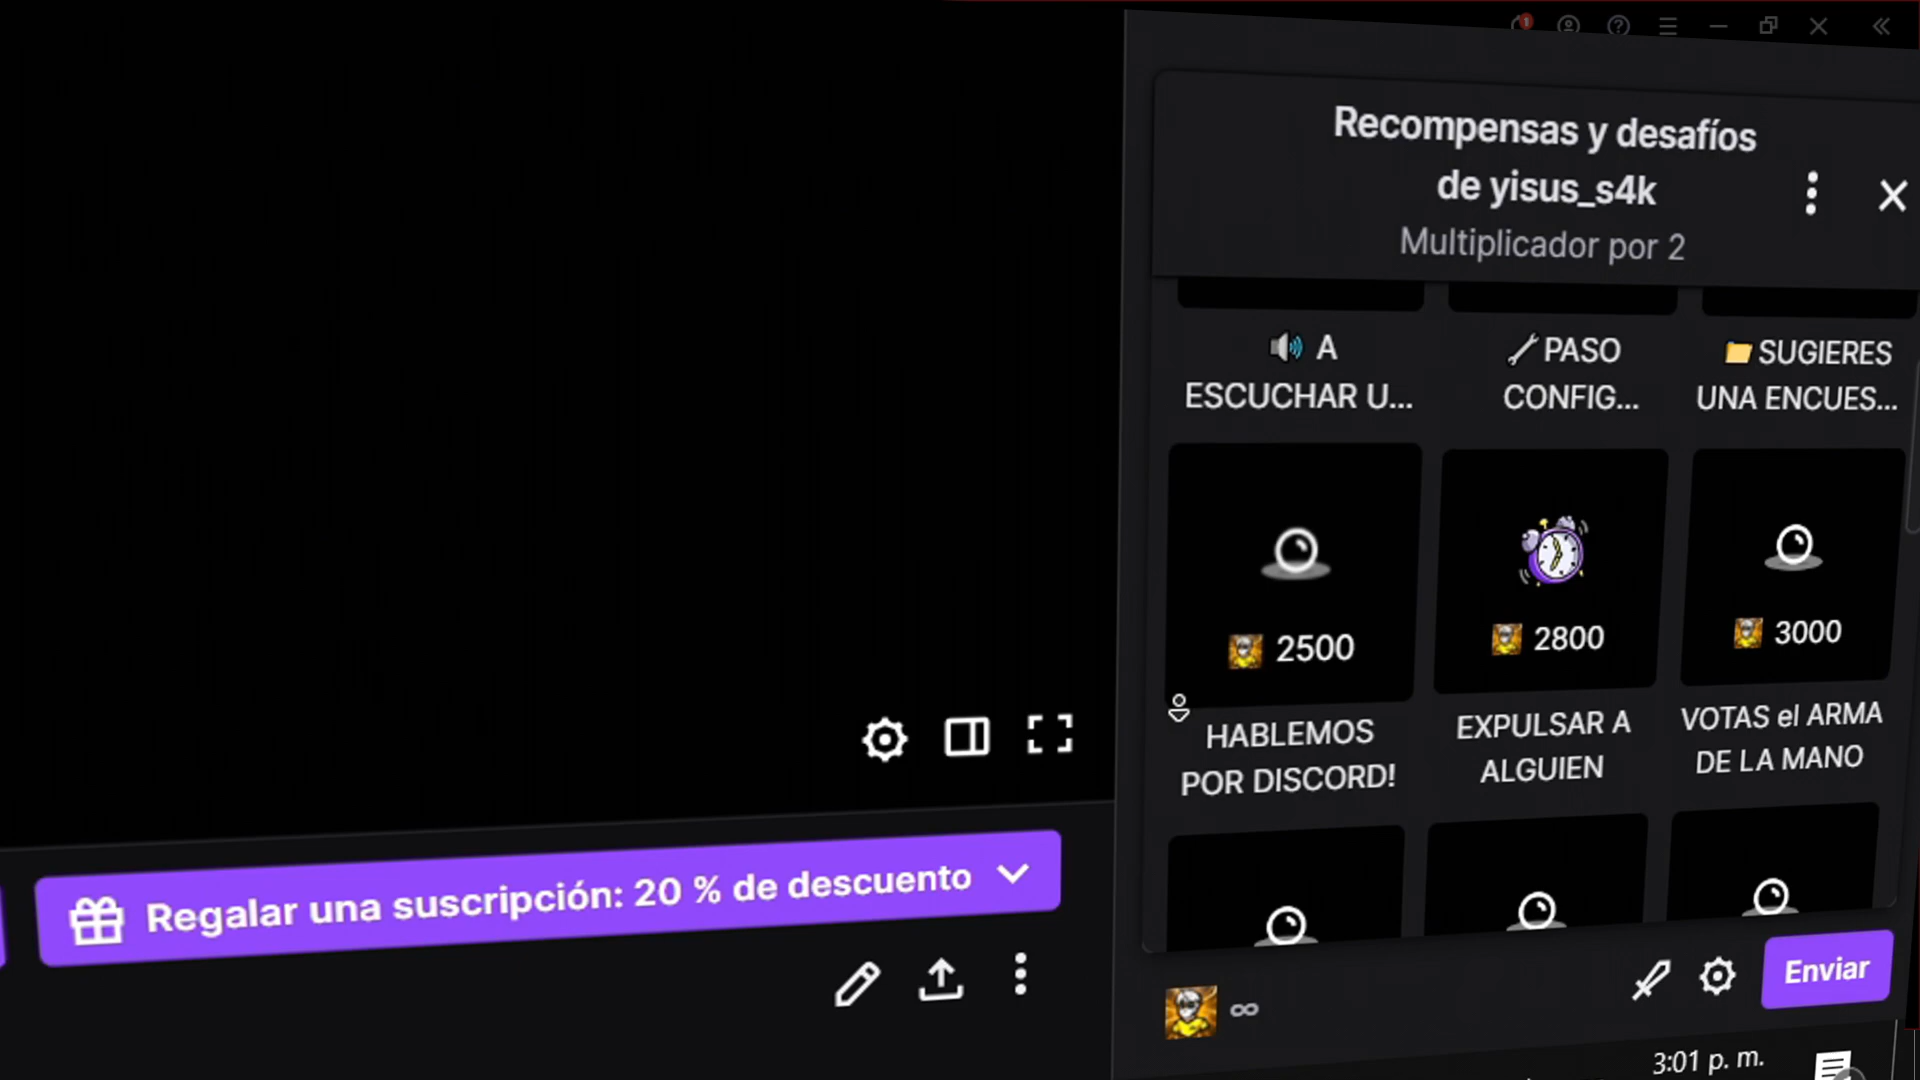 1
Recompensas y desafíos
de yisus_s4k
Multiplicador por 2
A
ESCUCHAR U...
PASO
CONFIG...
SUGIERES
UNA ENCUES...
2500
2800
3000
HABLEMOS
POR DISCORD!
EXPULSAR A
ALGUIEN
VOTAS el ARMA
DE LA MANO
Regalar una suscripción: 20 % de descuento
∞
Enviar
3:01 p. m.